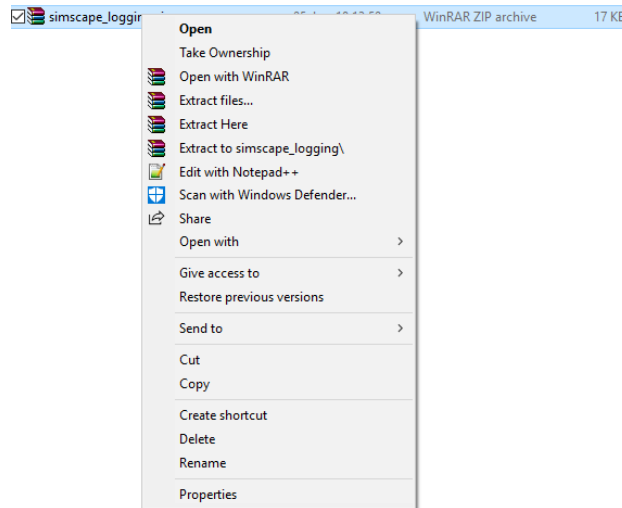 simscape_loggin WinRAR ZIP archive 17 KB
Open
Take Ownership
Open with WinRAR
Extract files...
Extract Here
Extract to simscape_logging\
Edit with Notepad++
Scan with Windows Defender...
Share
Open with
Give access to
Restore previous versions
Send to
Cut
Copy
Create shortcut
Delete
Rename
Properties